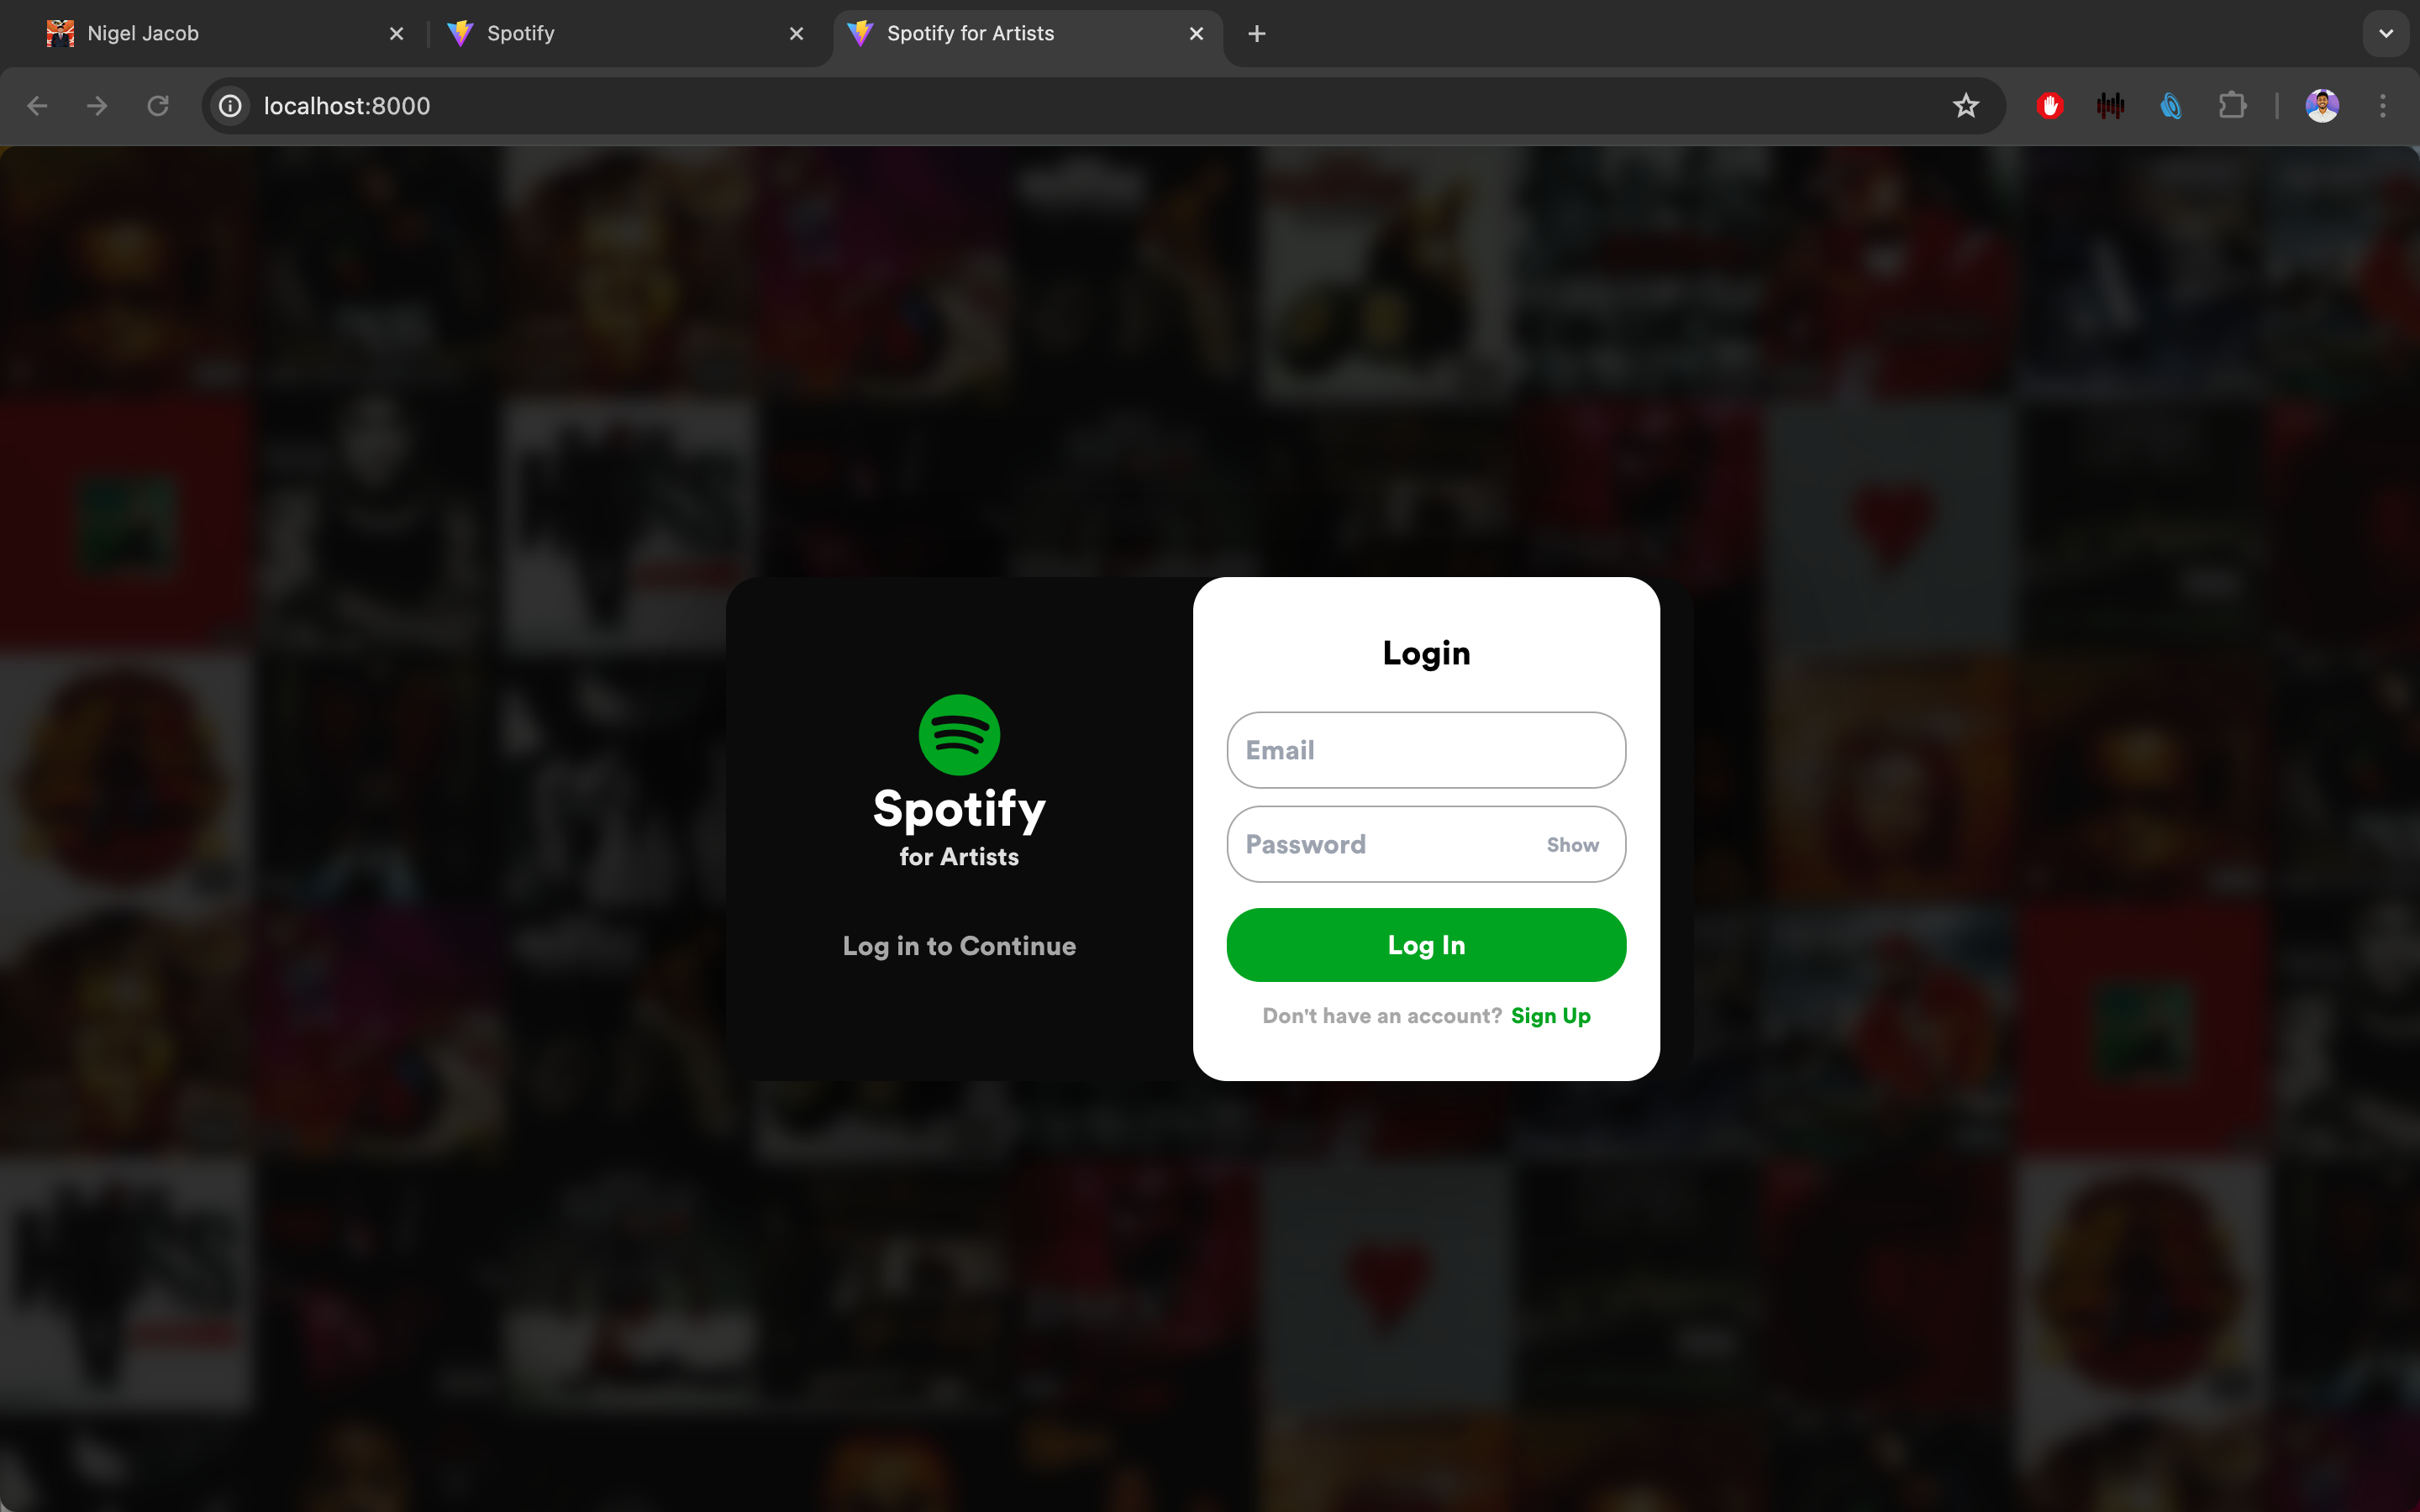 Nigel Jacob
Spotify
Spotify for Artists
localhost:8000
Login
Email
Spotify
for Artists
Password
Show
Log in to Continue
Log In
Don't have an account? Sign Up